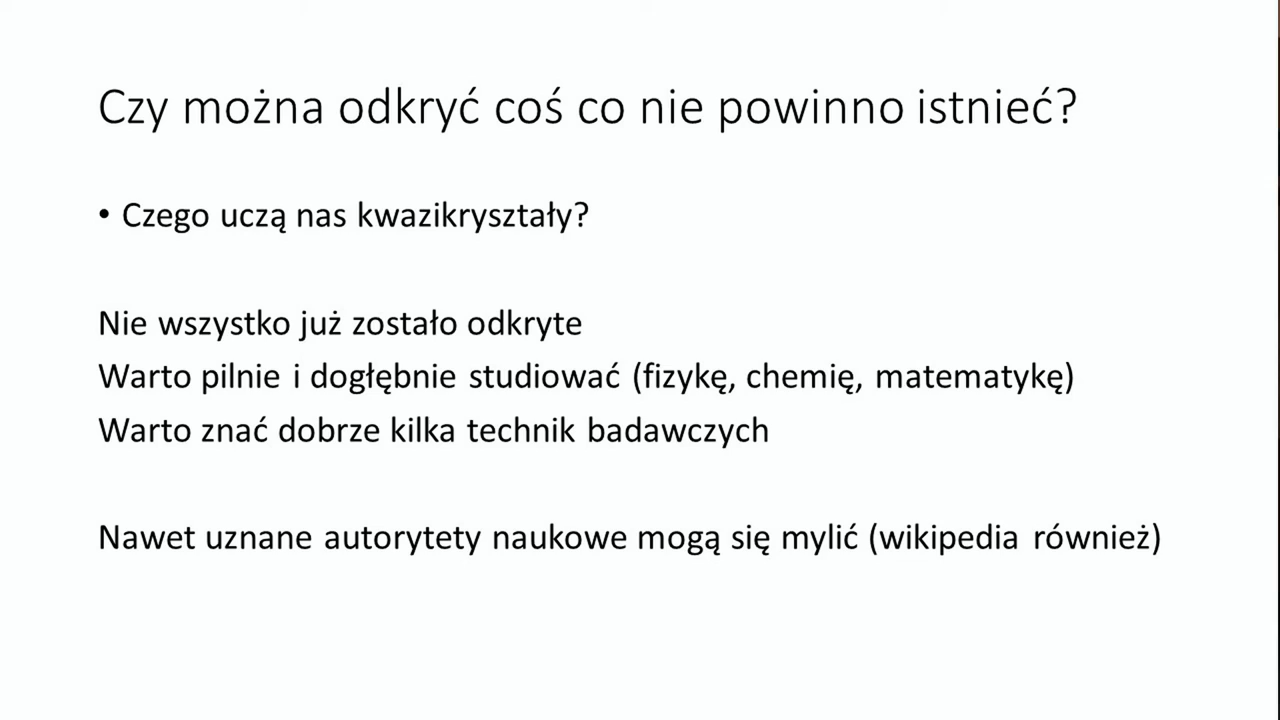 Czy można odkryć coś co nie powinno istnieć?
• Czego uczą nas kwazikryształy?
Nie wszystko już zostało odkryte
Warto pilnie i dogłębnie studiować (fizykę, chemię, matematykę)
Warto znać dobrze kilka technik badawczych
Nawet uznane autorytety naukowe mogą się mylić (wikipedia również)